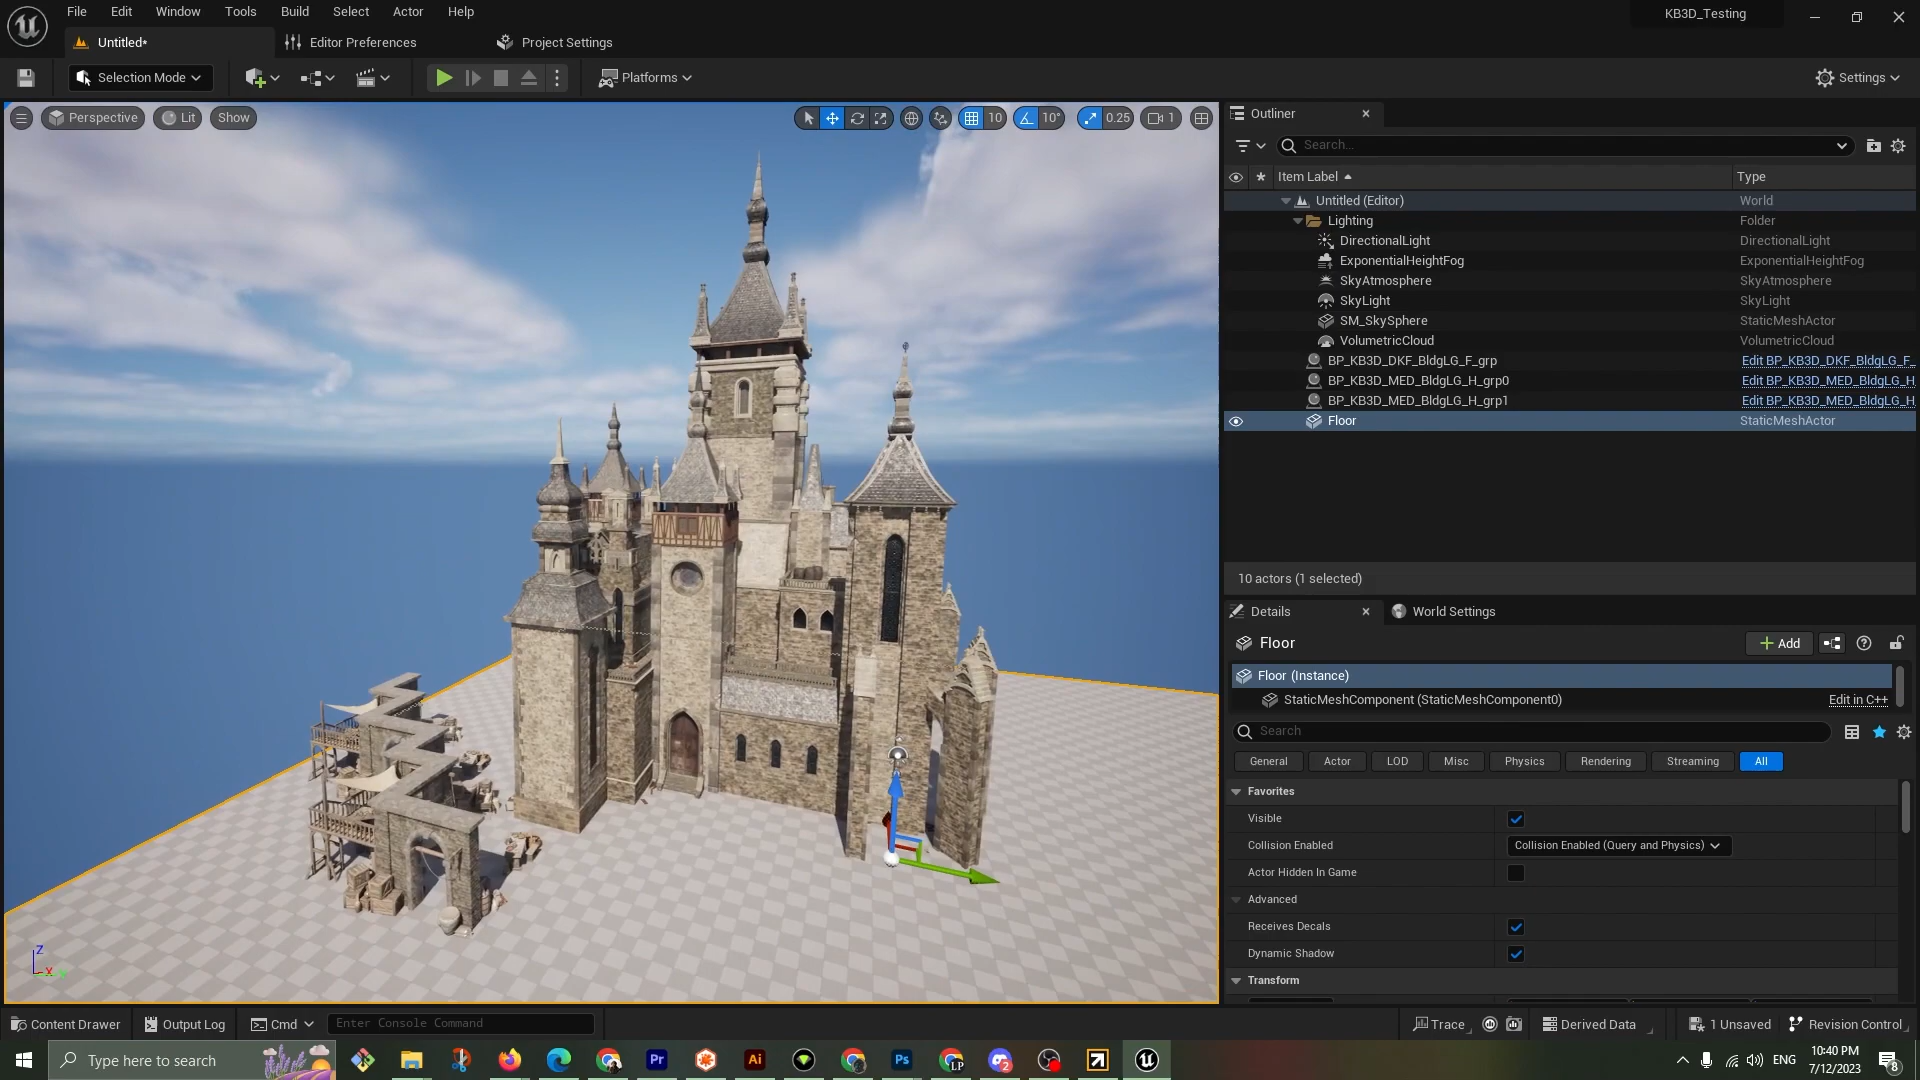 File Edit Window Tools Build Select Actor Help
KB3D_Testing
Untitled*
Editor Preferences
Project Settings
Selection Mode
Platforms
Settings
Perspective
Lit
Show
10
10°
0.25
1
Outliner
Search...
Item Label
Type
Untitled (Editor)
World
Lighting
Folder
DirectionalLight
DirectionalLight
ExponentialHeightFog
ExponentialHeightFog
SkyAtmosphere
SkyAtmosphere
SkyLight
SkyLight
SM_SkySphere
StaticMeshActor
VolumetricCloud
VolumetricCloud
BP_KB3D_DKF_BldgLG_F_grp
Edit BP_KB3D_DKF_BldgLG_F_
BP_KB3D_MED_BldgLG_H_grp0
Edit BP_KB3D_MED_BldgLG_H
BP_KB3D_MED_BldgLG_H_grp1
Edit BP_KB3D_MED_BldgLG_H
Floor
StaticMeshActor
10 actors (1 selected)
Details
World Settings
Floor
Add
Floor (Instance)
StaticMeshComponent (StaticMeshComponent0)
Edit in C++
Search
General
Actor
LOD
Misc
Physics
Rendering
Streaming
All
Favorites
Visible
Collision Enabled
Collision Enabled (Query and Physics)
Actor Hidden In Game
Advanced
Receives Decals
Dynamic Shadow
Transform
Z
X
Content Drawer
Output Log
Cmd
Enter Console Command
Trace
Derived Data
1 Unsaved
Revision Control
Type here to search
Pr
Ai
Ps
LP
2
ENG
10:40 PM
7/12/2023
8